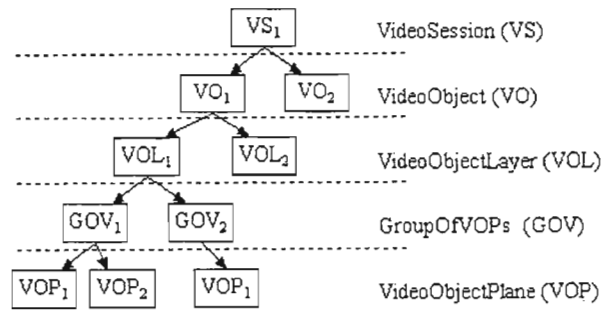 VS₁ VideoSession (VS)
VO₁ VO₂ VideoObject (VO)
VOL₁ VOL₂ VideoObjectLayer (VOL)
GOV₁ GOV₂ GroupOfVOPs (GOV)
VOP₁ VOP₂ VOP₁ VideoObjectPlane (VOP)